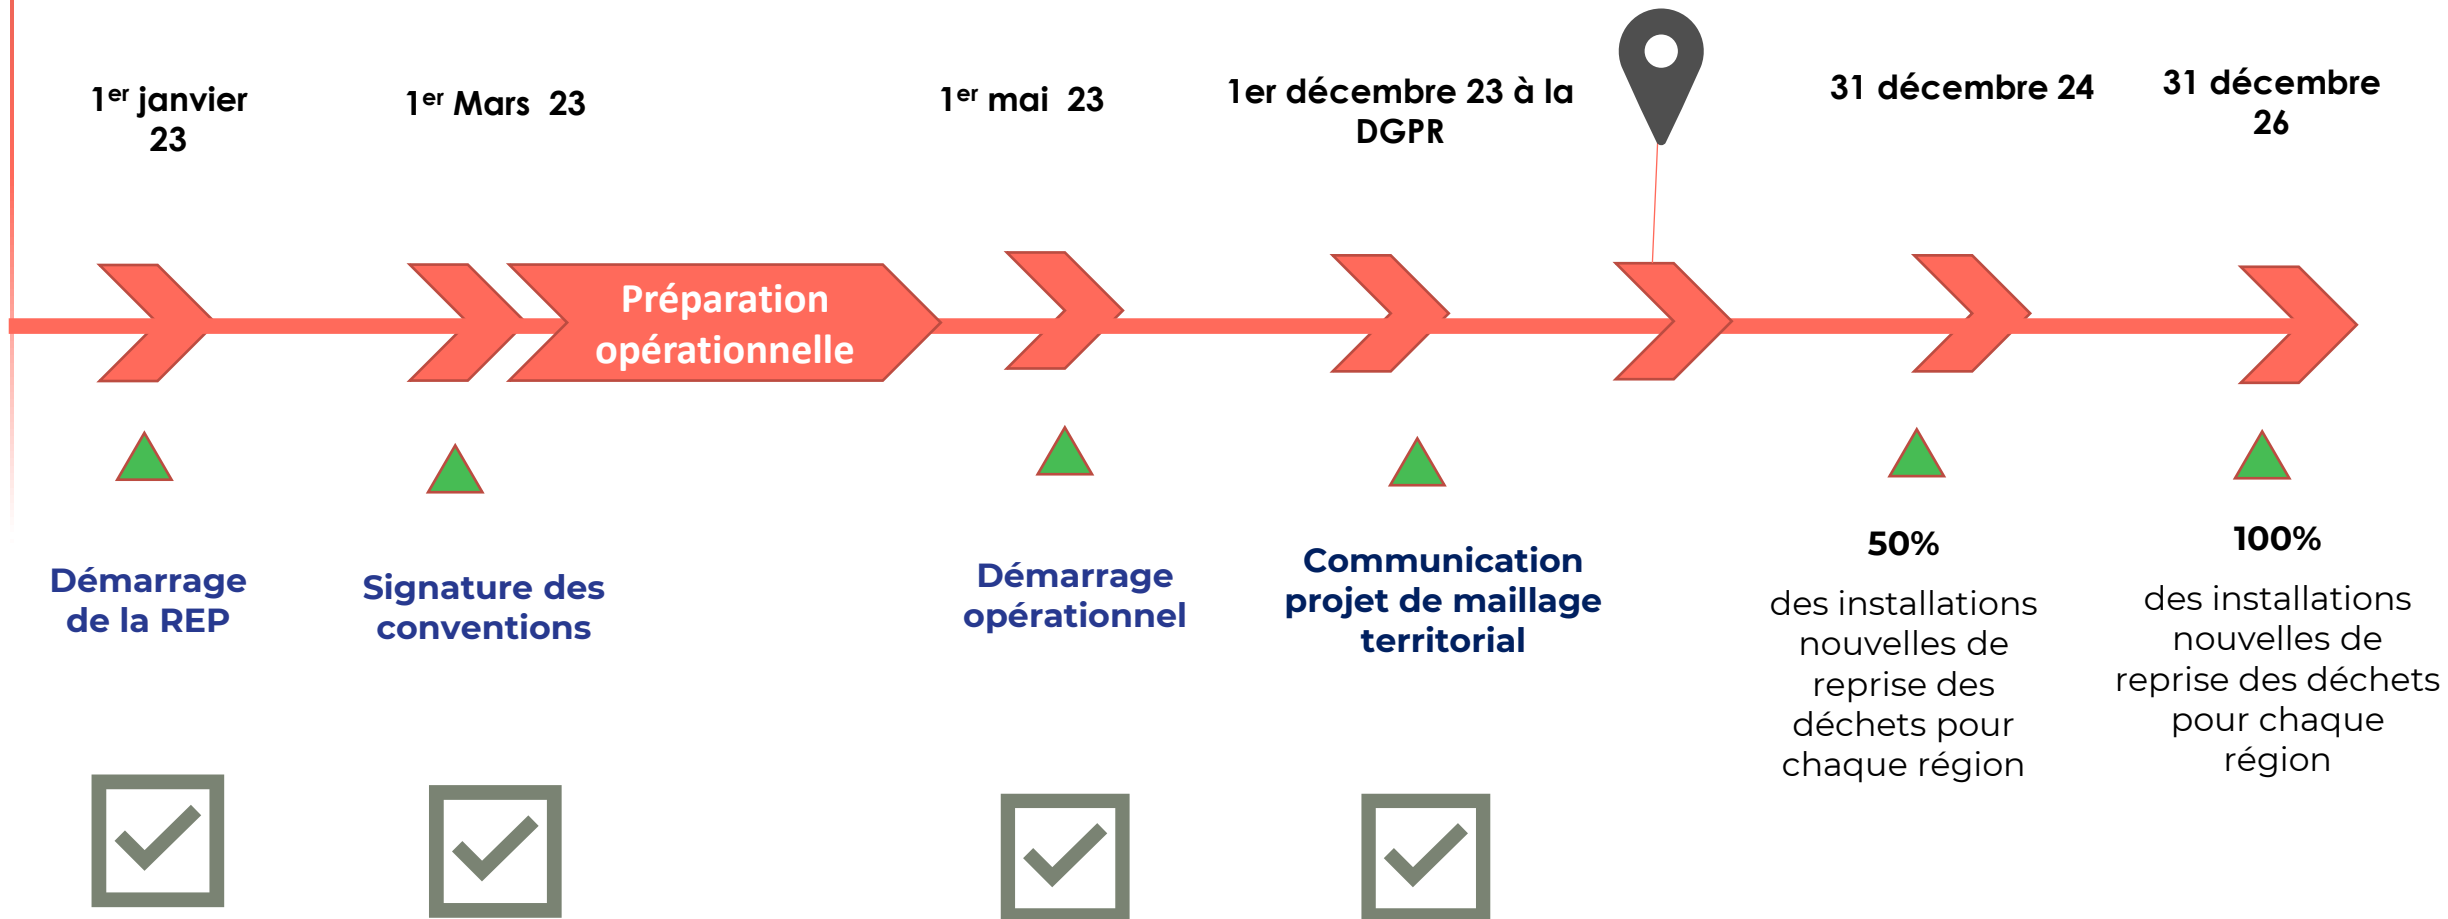 1er janvier
23
1er Mars 23
1er mai 23
1er décembre 23 à la
DGPR
31 décembre 24
31 décembre
26
Préparation
opérationnelle
Démarrage
de la REP
Signature des
conventions
Démarrage
opérationnel
Communication
projet de maillage
territorial
50%
des installations
nouvelles de
reprise des
déchets pour
chaque région
100%
des installations
nouvelles de
reprise des déchets
pour chaque
région